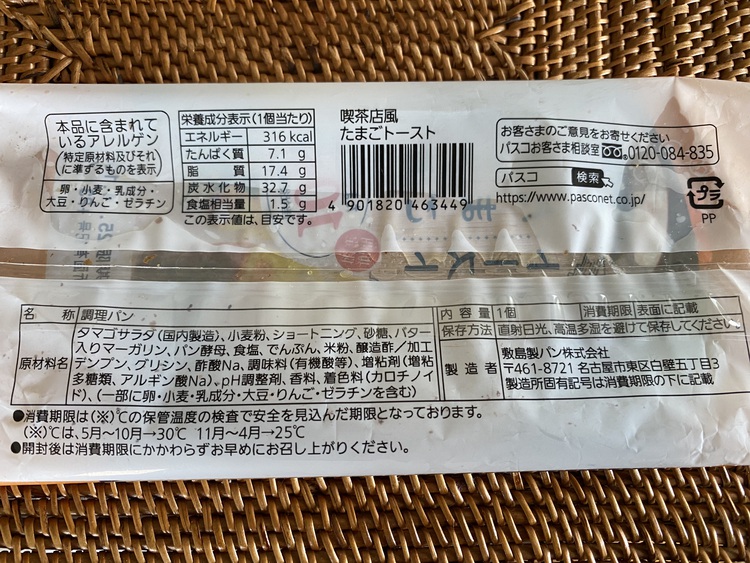 本品に含まれて
いるアレルゲン
(特定原材料及びそれ
に準ずるものを表示)
卵・小麦・乳成分・
大豆・りんご・ゼラチン
栄養成分表示(1個当たり)
エネルギー 316 kcal
たんぱく質 7.1 g
脂質 17.4 g
炭水化物 32.7 g
食塩相当量 1.5 g
この表示値は、目安です。
喫茶店風
たまごトースト
4 901820 463449
お客さまのご意見をお寄せください
パスコお客さま相談室 0120-084-835
パスコ 検索
https://www.pasconet.co.jp/
プラ
PP
名称 調理パン
原材料名 タマゴサラダ(国内製造)、小麦粉、ショートニング、砂糖、バター
入りマーガリン、パン酵母、食塩、でんぷん、米粉、醸造酢/加工
デンプン、グリシン、酢酸Na、調味料(有機酸等)、増粘剤(増粘
多糖類、アルギン酸Na)、pH調整剤、香料、着色料(カロチノイ
ド)、(一部に卵・小麦・乳成分・大豆・りんご・ゼラチンを含む)
内容量 1個 消費期限 表面に記載
保存方法 直射日光、高温多湿を避けて保存してください
製造者 敷島製パン株式会社
〒461-8721 名古屋市東区白壁五丁目3
製造所固有記号は消費期限の下に記載
●消費期限は(※)℃の保管温度の検査で安全を見込んだ期限となっております。
(※)℃は、5月~10月→30℃ 11月~4月→25℃
●開封後は消費期限にかかわらずお早めにお召し上がりください。